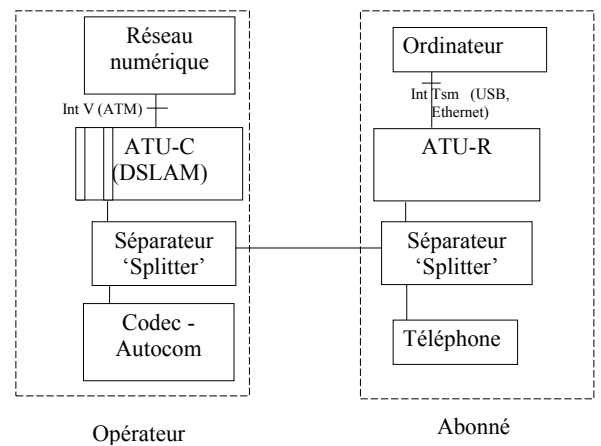 Réseau
numérique
Int V (ATM)
ATU-C
(DSLAM)
Séparateur
‘Splitter’
Codec -
Autocom
Opérateur
Ordinateur
Int Tsm (USB,
Ethernet)
ATU-R
Séparateur
‘Splitter’
Téléphone
Abonné